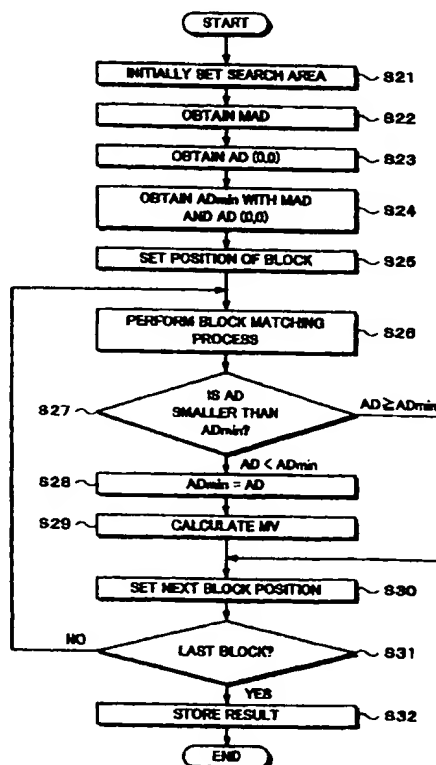 START
INITIALLY SET SEARCH AREA
S21
OBTAIN MAD
S22
OBTAIN AD (0,0)
S23
OBTAIN ADmin WITH MAD
AND AD (0,0)
S24
SET POSITION OF BLOCK
S25
PERFORM BLOCK MATCHING
PROCESS
S26
S27
IS AD
SMALLER THAN
ADmin?
AD ≥ ADmin
AD < ADmin
S28
ADmin = AD
S29
CALCULATE MV
SET NEXT BLOCK POSITION
S30
NO
LAST BLOCK?
S31
YES
STORE RESULT
S32
END